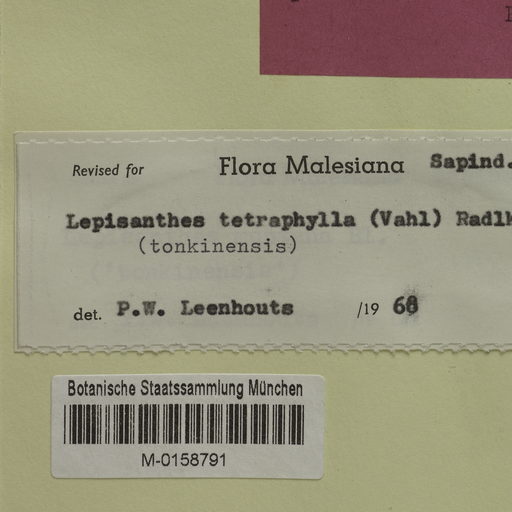 Revised for Flora Malesiana Sapind.
Lepisanthes tetraphylla (Vahl) Radlk
(tonkinensis)
det. P.W. Leenhouts /19 68
Botanische Staatssammlung München
M-0158791